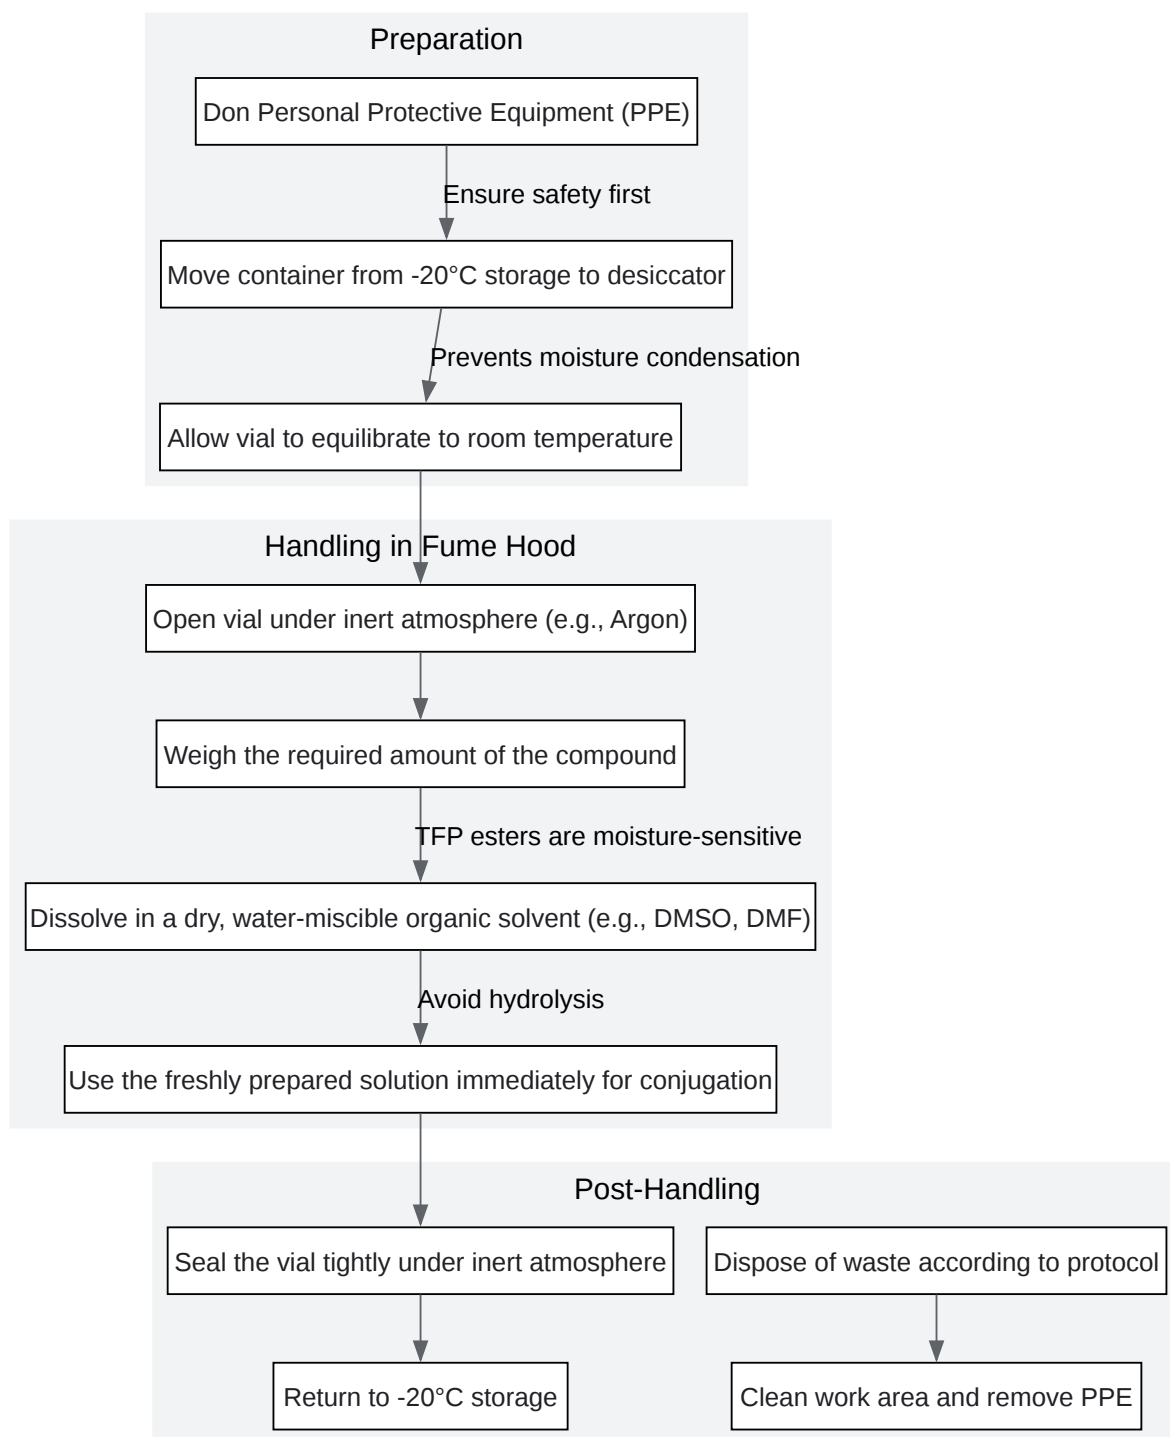 Preparation
Don Personal Protective Equipment (PPE)
Ensure safety first
Move container from -20°C storage to desiccator
Prevents moisture condensation
Allow vial to equilibrate to room temperature
Handling in Fume Hood
Open vial under inert atmosphere (e.g., Argon)
Weigh the required amount of the compound
TFP esters are moisture-sensitive
Dissolve in a dry, water-miscible organic solvent (e.g., DMSO, DMF)
Avoid hydrolysis
Use the freshly prepared solution immediately for conjugation
Post-Handling
Seal the vial tightly under inert atmosphere
Dispose of waste according to protocol
Return to -20°C storage
Clean work area and remove PPE